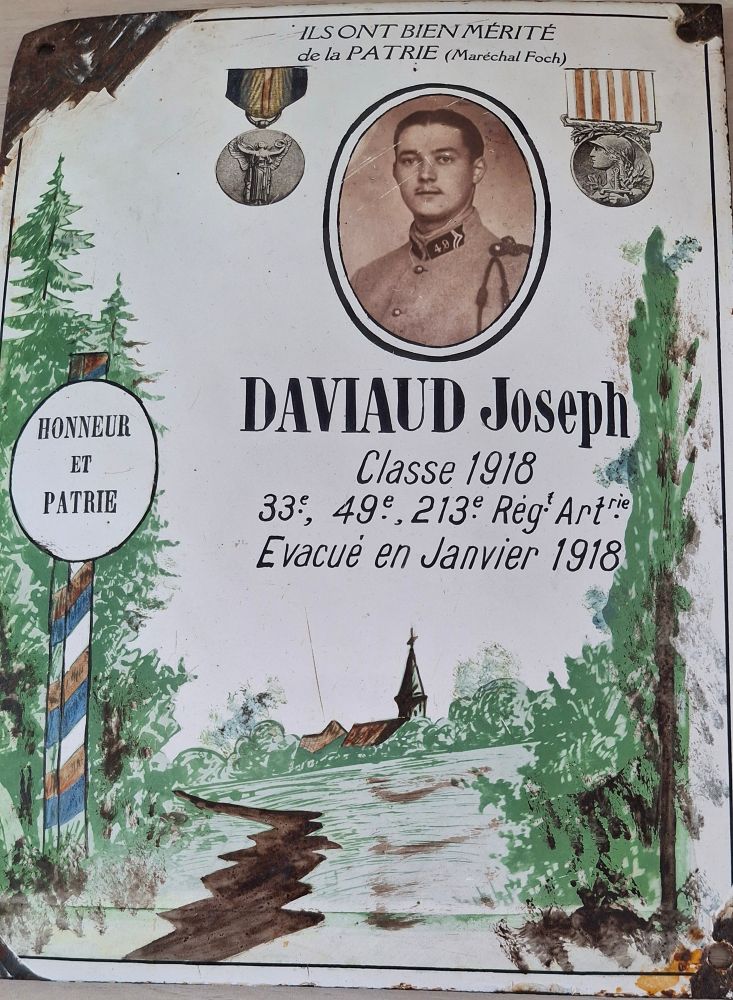 ILS ONT BIEN MÉRITÉ
de la PATRIE (Maréchal Foch)
49
DAVIAUD Joseph
Classe 1918
33ᵉ, 49ᵉ, 213ᵉ Régᵗ Artʳⁱᵉ
Evacué en Janvier 1918
HONNEUR
ET
PATRIE